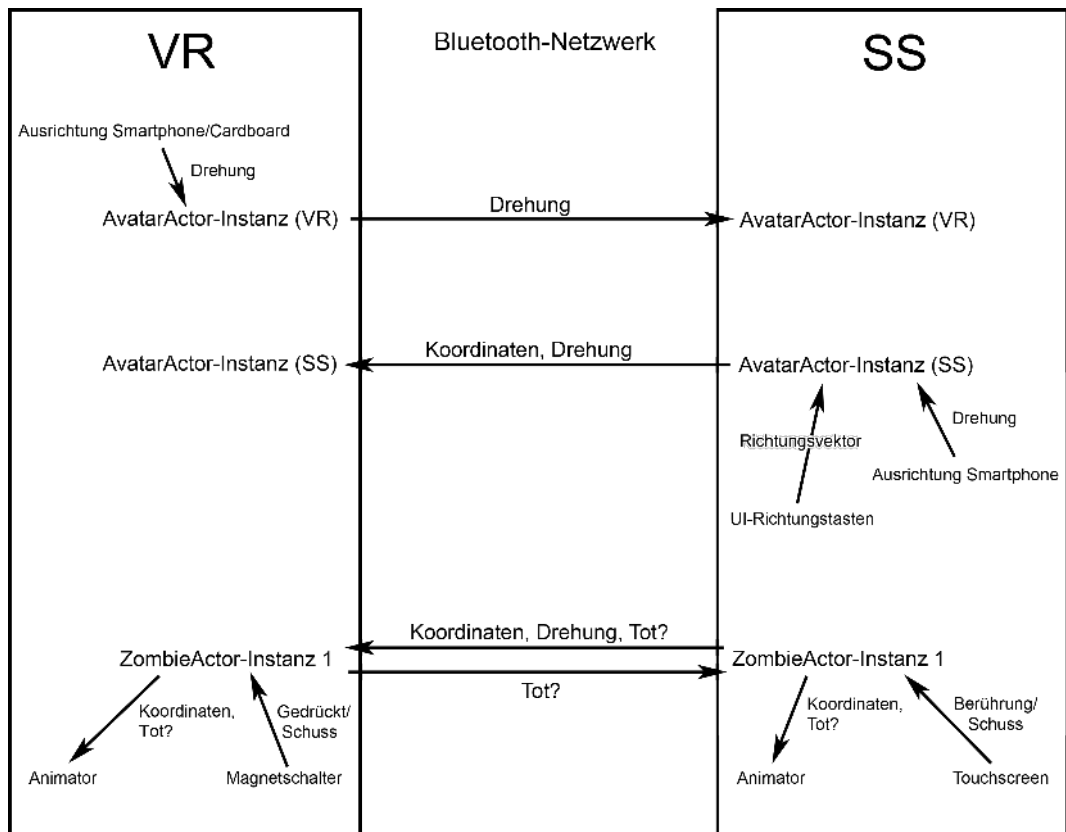 VR
Bluetooth-Netzwerk
SS
Ausrichtung Smartphone/Cardboard
Drehung
AvatarActor-Instanz (VR)
Drehung
AvatarActor-Instanz (VR)
AvatarActor-Instanz (SS)
Koordinaten, Drehung
AvatarActor-Instanz (SS)
Drehung
Richtungsvektor
Ausrichtung Smartphone
UI-Richtungstasten
Koordinaten, Drehung, Tot?
ZombieActor-Instanz 1
ZombieActor-Instanz 1
Tot?
Koordinaten,
Tot?
Gedrückt/
Schuss
Koordinaten,
Tot?
Berührung/
Schuss
Animator
Magnetschalter
Animator
Touchscreen